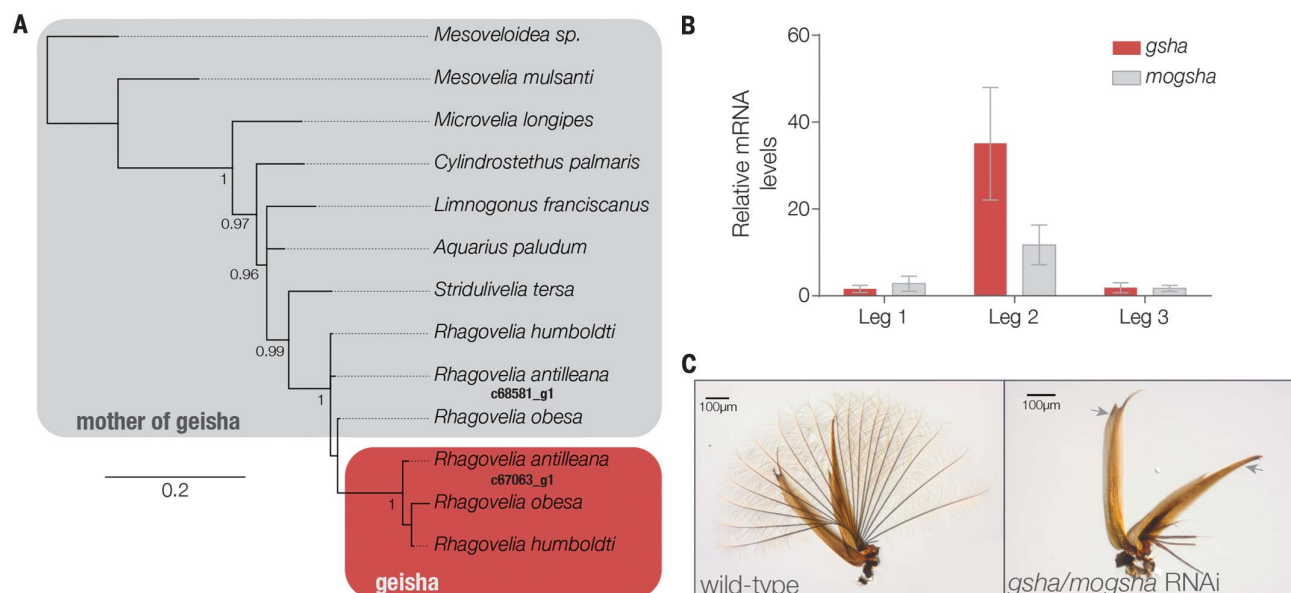 A
Mesoveloidea sp.
Mesovelia mulsanti
Microvelia longipes
Cylindrostethus palmaris
Limnogonus franciscanus
Aquarius paludum
Stridulivelia tersa
Rhagovelia humboldti
Rhagovelia antilleana
c68581_g1
Rhagovelia obesa
Rhagovelia antilleana
c67063_g1
Rhagovelia obesa
Rhagovelia humboldti
1
0.97
0.96
0.99
1
1
mother of geisha
geisha
0.2
B
Relative mRNA
levels
60
40
20
0
gsha
mogsha
Leg 1
Leg 2
Leg 3
C
100µm
wild-type
100µm
gsha/mogsha RNAi